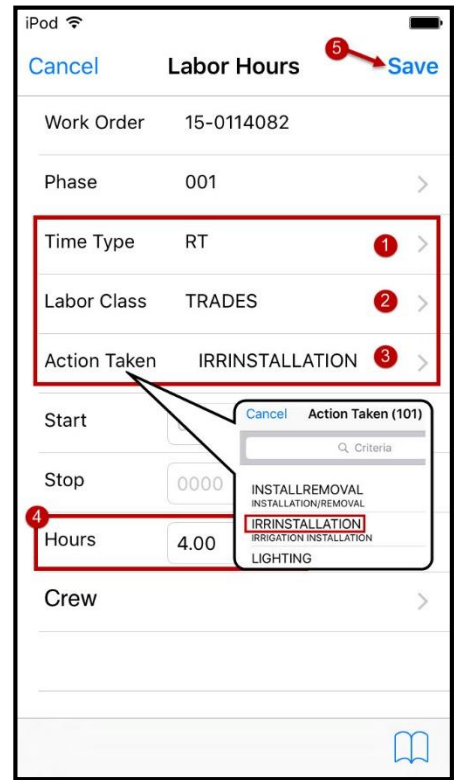 iPod
Cancel Labor Hours 5 Save
Work Order 15-0114082
Phase 001
Time Type RT 1
Labor Class TRADES 2
Action Taken IRRINSTALLATION 3
Start
Stop 0000
4
Hours 4.00
Crew
Cancel Action Taken (101)
Criteria
INSTALLREMOVAL
INSTALLATION/REMOVAL
IRRINSTALLATION
IRRIGATION INSTALLATION
LIGHTING